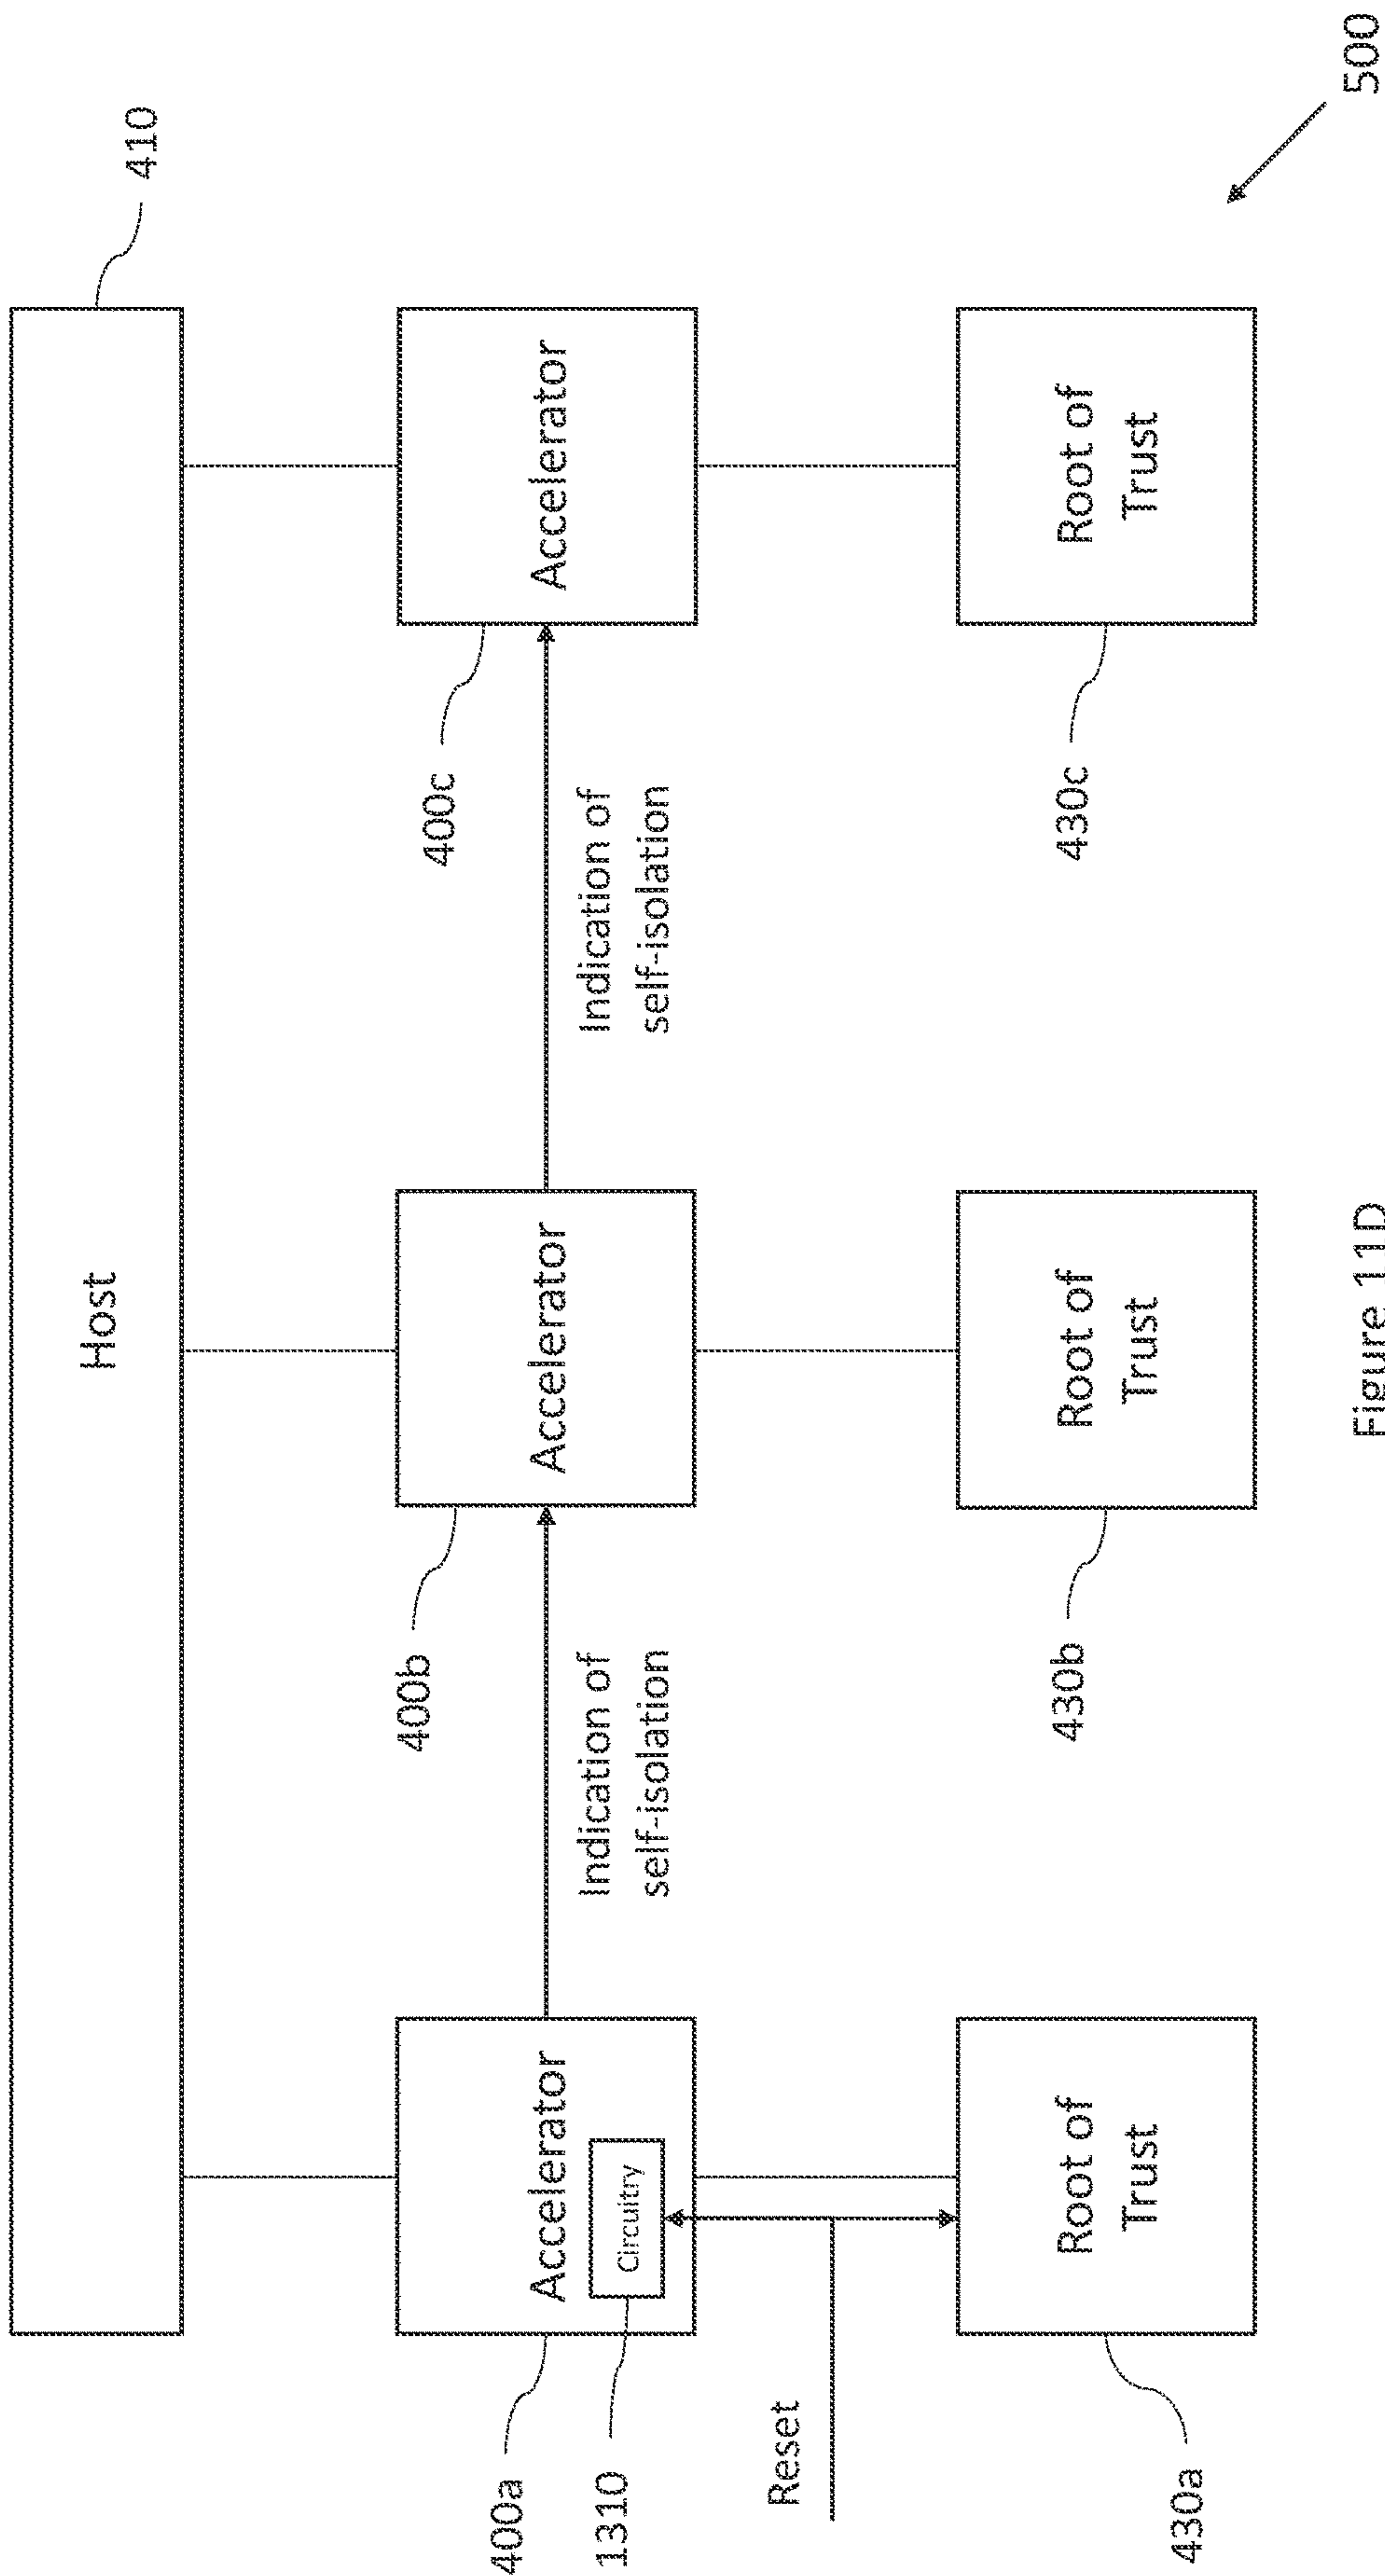 Host
410
Accelerator
Circuitry
400a
1310
Indication of
self-isolation
Accelerator
400b
Indication of
self-isolation
Accelerator
400c
Reset
Root of
Trust
430a
Root of
Trust
430b
Root of
Trust
430c
500
Figure 11D